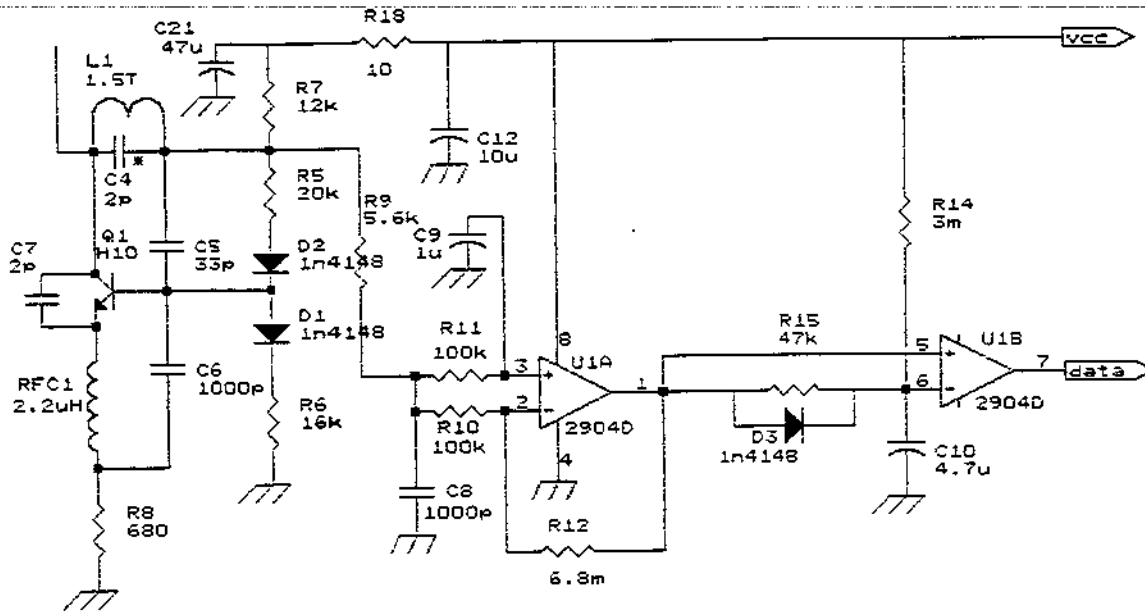 R18
10
C21
47u
vcc
L1
1.5T
R7
12k
C12
10u
C4
2p
*
R5
20k
R9
5.6k
R14
3m
C7
2p
Q1
H10
C5
33p
D2
1n4148
C9
1u
D1
1n4148
R11
100k
3
+
2
-
8
U1A
1
2904D
4
R15
47k
5
+
6
-
U1B
7
data
2904D
RFC1
2.2uH
C6
1000p
R6
16k
R10
100k
D3
1n4148
C10
4.7u
R8
680
C8
1000p
R12
6.8m